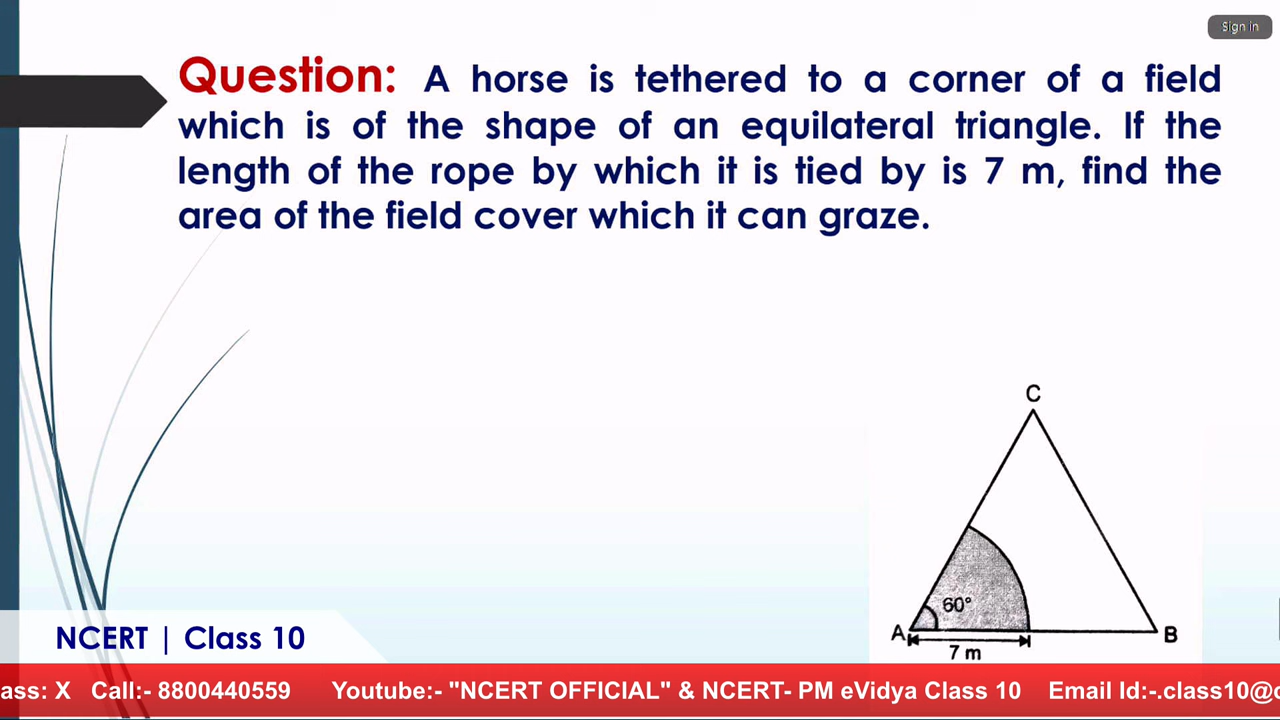 Sign in
Question: A horse is tethered to a corner of a field
which is of the shape of an equilateral triangle. If the
length of the rope by which it is tied by is 7 m, find the
area of the field cover which it can graze.
C
60°
A
B
7 m
NCERT | Class 10
ass: X Call:- 8800440559 Youtube:- "NCERT OFFICIAL" & NCERT- PM eVidya Class 10 Email Id:-.class10@